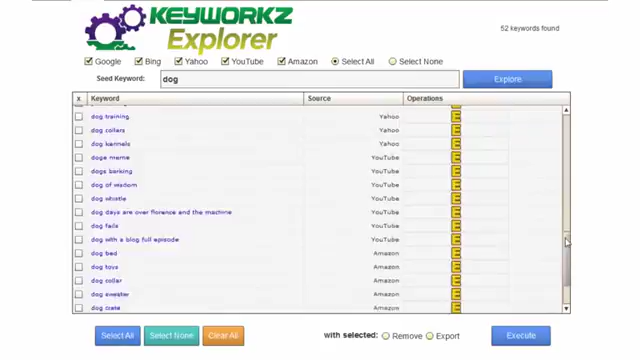 KEYWORKZ
Explorer
52 keywords found
Google Bing Yahoo YouTube Amazon Select All Select None
Seed Keyword: dog Explore
x Keyword Source Operations
dog training Yahoo
dog collers Yahoo
dog kennels Yahoo
doge meme YouTube
dogs barking YouTube
dog of wisdom YouTube
dog whistle YouTube
dog days are over florence and the machine YouTube
dog fails YouTube
dog with a blog full episode YouTube
dog bed Amazon
dog toys Amazon
dog collar Amazon
dog sweater Amazon
dog crate Amazon
Select All Select None Clear All with selected: Remove Export Execute